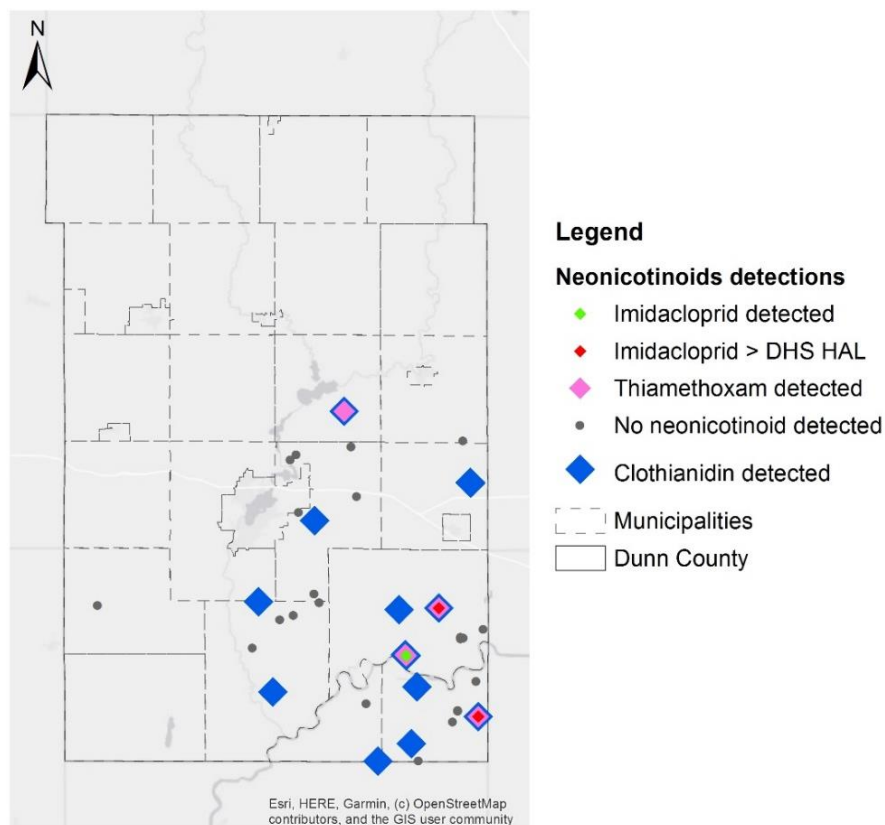 N
Legend
Neonicotinoids detections
Imidacloprid detected
Imidacloprid > DHS HAL
Thiamethoxam detected
No neonicotinoid detected
Clothianidin detected
Municipalities
Dunn County
Esri, HERE, Garmin, (c) OpenStreetMap
contributors, and the GIS user community